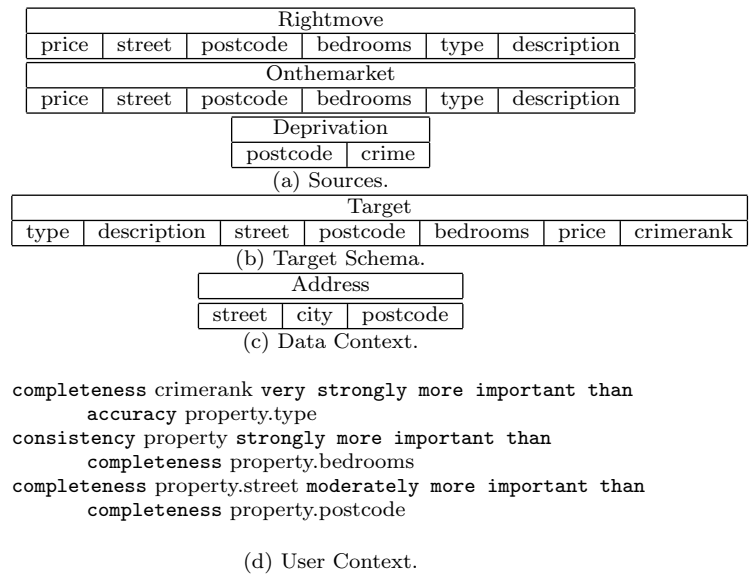 Rightmove
price street postcode bedrooms type description
Onthemarket
price street postcode bedrooms type description
Deprivation
postcode crime
(a) Sources.
Target
type description street postcode bedrooms price crimerank
(b) Target Schema.
Address
street city postcode
(c) Data Context.
completeness crimerank very strongly more important than
accuracy property.type
consistency property strongly more important than
completeness property.bedrooms
completeness property.street moderately more important than
completeness property.postcode
(d) User Context.